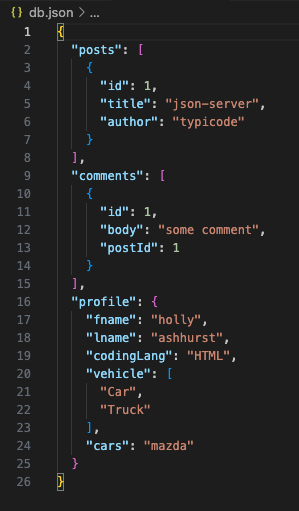 {} db.json > ...
1 {
2 "posts": [
3 {
4 "id": 1,
5 "title": "json-server",
6 "author": "typicode"
7 }
8 ],
9 "comments": [
10 {
11 "id": 1,
12 "body": "some comment",
13 "postId": 1
14 }
15 ],
16 "profile": {
17 "fname": "holly",
18 "lname": "ashhurst",
19 "codingLang": "HTML",
20 "vehicle": [
21 "Car",
22 "Truck"
23 ],
24 "cars": "mazda"
25 }
26 }